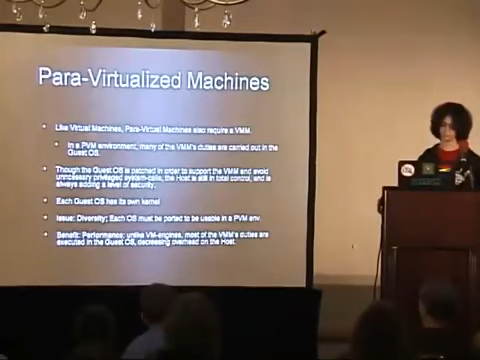 Para-Virtualized Machines
Like Virtual Machines, Para-Virtual Machines also require a VMM.
In a PVM environment, many of the VMM's duties are carried out in the
Guest OS.
Though the Guest OS is patched in order to support the VMM and avoid
unnecessary privileged system-calls, the Host is still in total control, and is
always adding a level of security.
Each Guest OS has its own kernel
Issue: Diversity; Each OS must be ported to be usable in a PVM env.
Benefit: Performance; unlike VM-engines, most of the VMM's duties are
executed in the Guest OS, decreasing overhead on the Host.